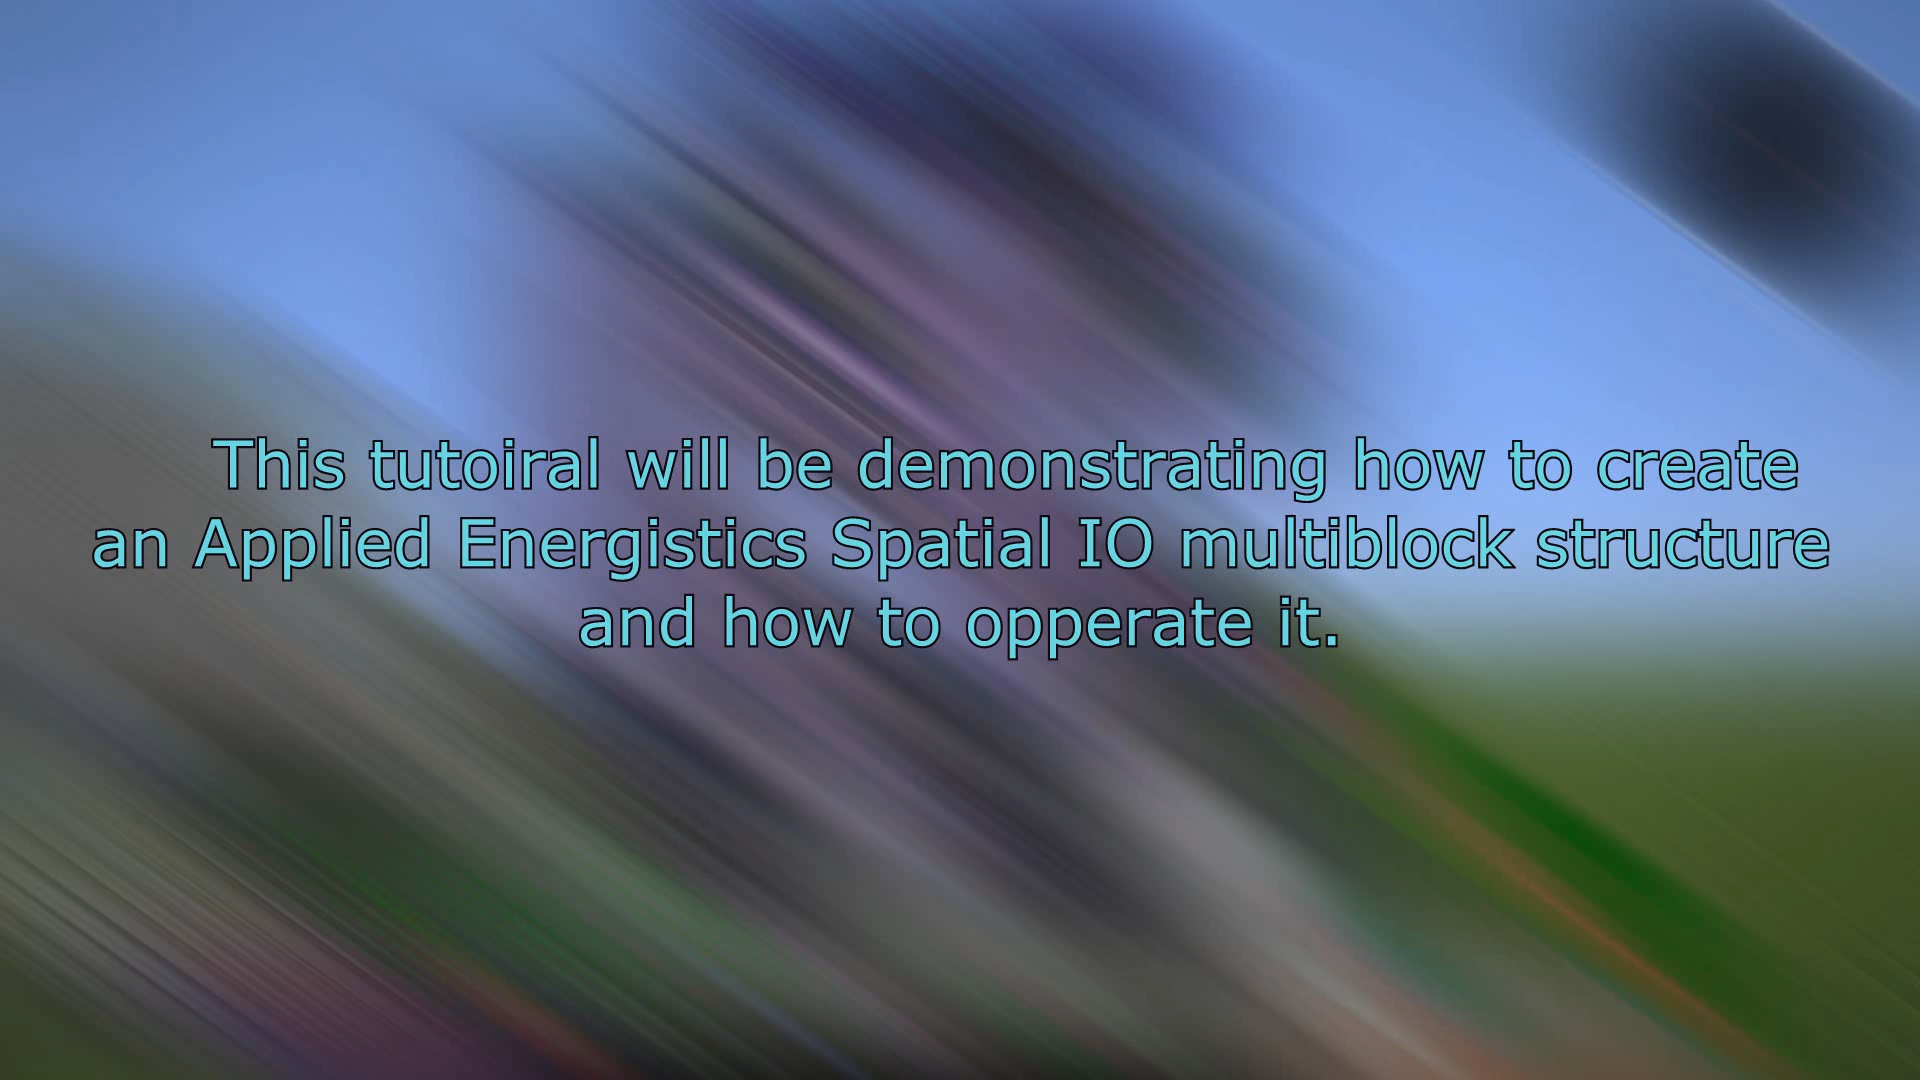 This tutoiral will be demonstrating how to create
an Applied Energistics Spatial IO multiblock structure
and how to opperate it.